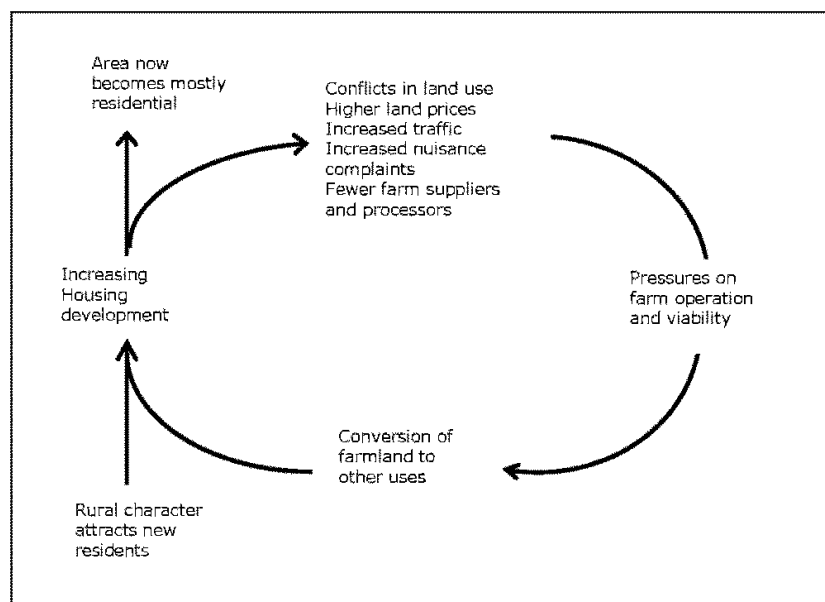 Area now
becomes mostly
residential
Conflicts in land use
Higher land prices
Increased traffic
Increased nuisance
complaints
Fewer farm suppliers
and processors
Increasing
Housing
development
Pressures on
farm operation
and viability
Conversion of
farmland to
other uses
Rural character
attracts new
residents